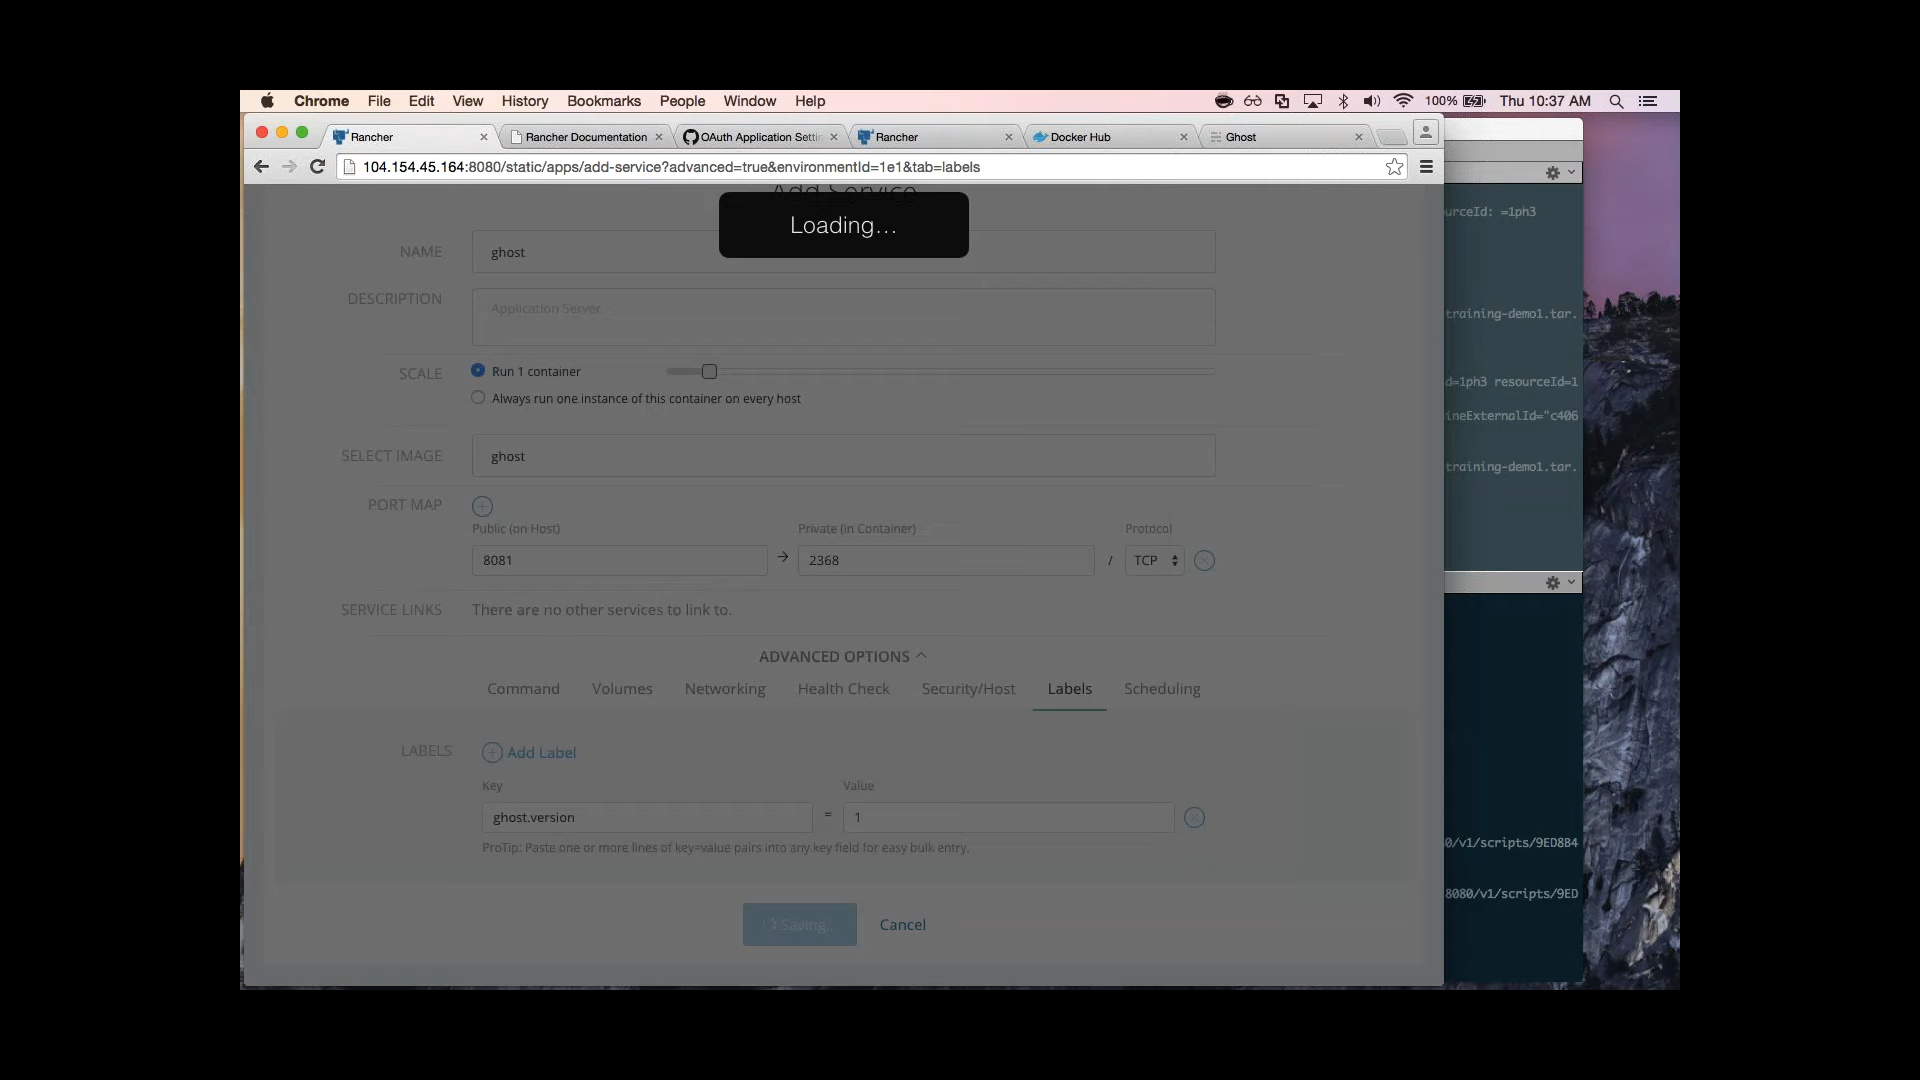 Chrome File Edit View History Bookmarks People Window Help 100% Thu 10:37 AM
Rancher Rancher Documentation OAuth Application Settin Rancher Docker Hub Ghost
104.154.45.164:8080/static/apps/add-service?advanced=true&environmentId=1e1&tab=labels
Add Service
Loading...
NAME ghost
DESCRIPTION Application Server
SCALE Run 1 container
Always run one instance of this container on every host
SELECT IMAGE ghost
PORT MAP
Public (on Host) Private (in Container) Protocol
8081 → 2368 / TCP
SERVICE LINKS There are no other services to link to.
ADVANCED OPTIONS
Command Volumes Networking Health Check Security/Host Labels Scheduling
LABELS Add Label
Key Value
ghost.version = 1
ProTip: Paste one or more lines of key=value pairs into any key field for easy bulk entry.
Saving... Cancel
urceId: =1ph3
training-demo1.tar.
d=1ph3 resourceId=1
ineExternalId="c406
training-demo1.tar.
0/v1/scripts/9ED8B4
8080/v1/scripts/9ED